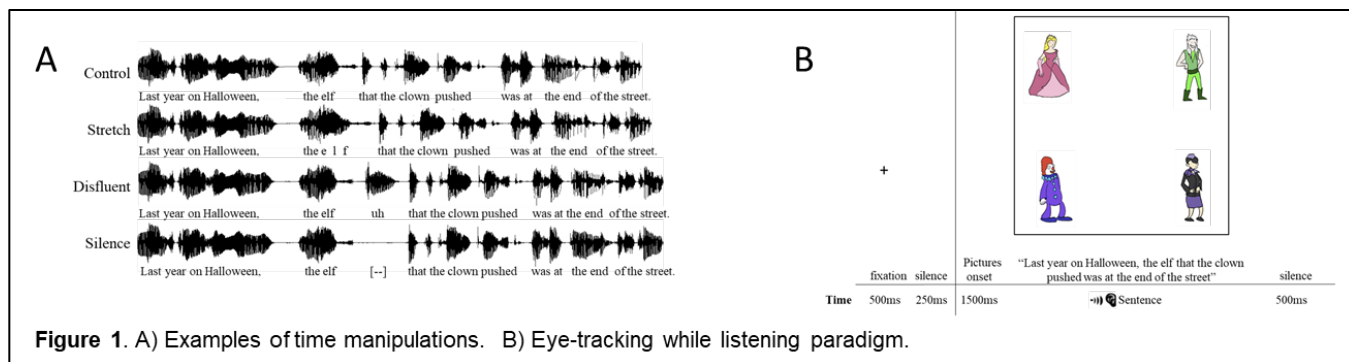 A
Control
Last year on Halloween, the elf that the clown pushed was at the end of the street.
Stretch
Last year on Halloween, the e l f that the clown pushed was at the end of the street.
Disfluent
Last year on Halloween, the elf uh that the clown pushed was at the end of the street.
Silence
Last year on Halloween, the elf [--] that the clown pushed was at the end of the street.
B
+
fixation silence Pictures onset "Last year on Halloween, the elf that the clown
pushed was at the end of the street" silence
Time 500ms 250ms 1500ms Sentence 500ms
Figure 1. A) Examples of time manipulations. B) Eye-tracking while listening paradigm.